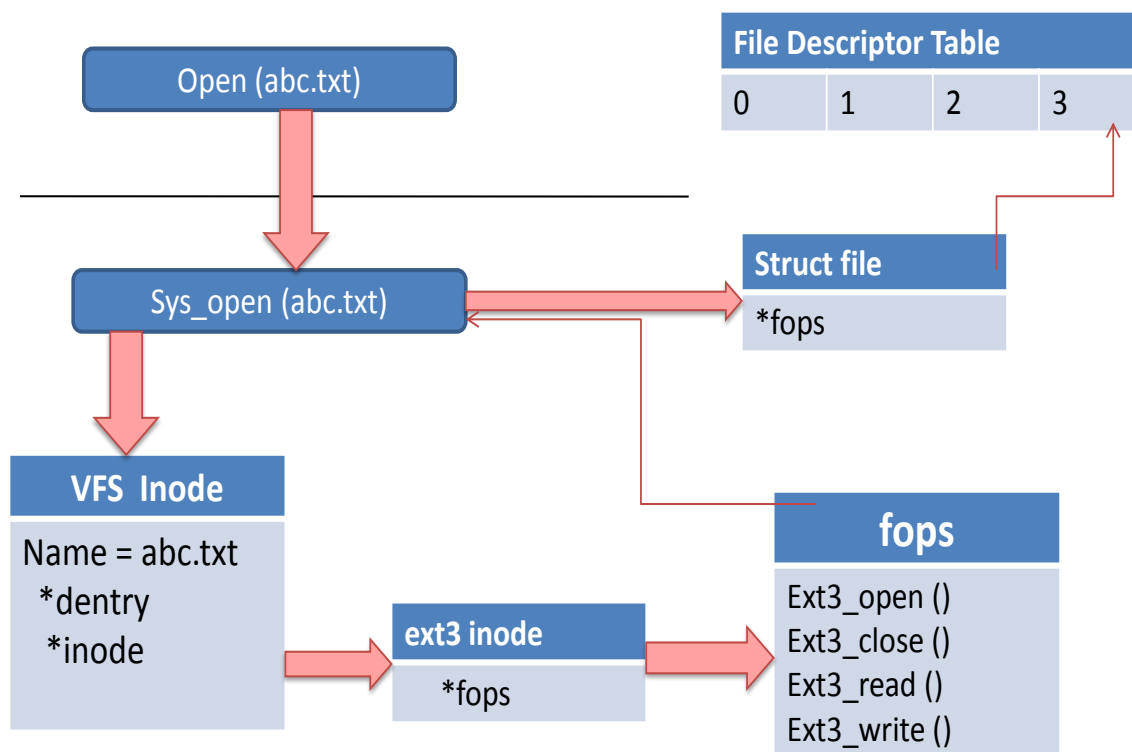 Open (abc.txt)
File Descriptor Table
0 1 2 3
Sys_open (abc.txt)
Struct file
*fops
VFS Inode
Name = abc.txt
*dentry
*inode
ext3 inode
*fops
fops
Ext3_open ()
Ext3_close ()
Ext3_read ()
Ext3_write ()